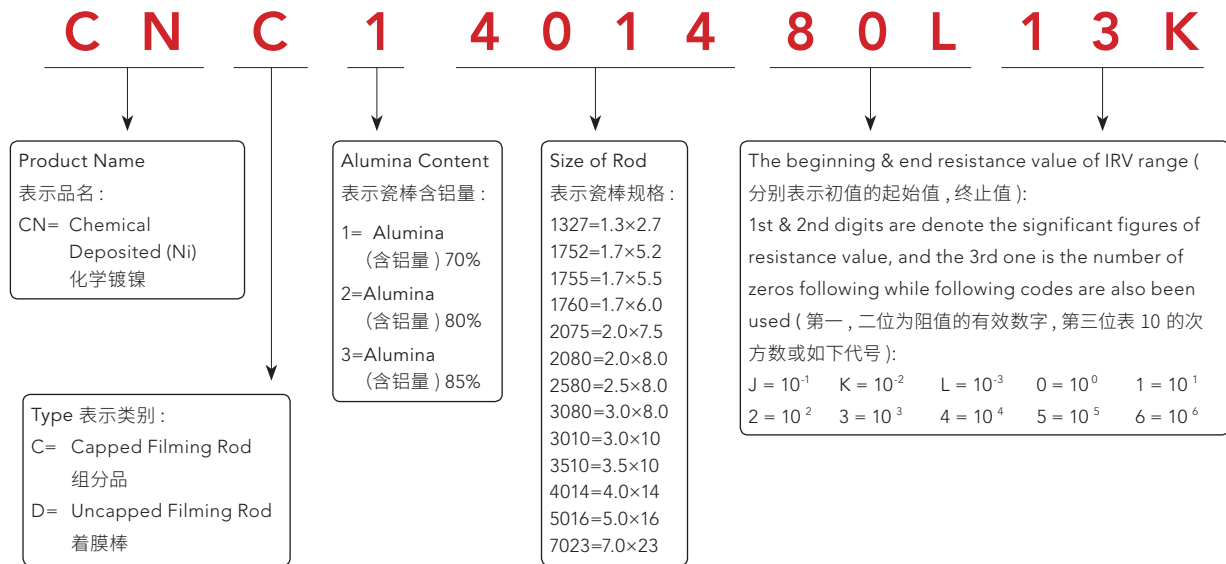 C N C 1 4 0 1 4 8 0 L 1 3 K
Product Name
表示品名 :
CN= Chemical
Deposited (Ni)
化学镀镍
Type 表示类别 :
C= Capped Filming Rod
组分品
D= Uncapped Filming Rod
着膜棒
Alumina Content
表示瓷棒含铝量 :
1= Alumina
(含铝量 ) 70%
2=Alumina
(含铝量 ) 80%
3=Alumina
(含铝量 ) 85%
Size of Rod
表示瓷棒规格 :
1327=1.3×2.7
1752=1.7×5.2
1755=1.7×5.5
1760=1.7×6.0
2075=2.0×7.5
2080=2.0×8.0
2580=2.5×8.0
3080=3.0×8.0
3010=3.0×10
3510=3.5×10
4014=4.0×14
5016=5.0×16
7023=7.0×23
The beginning & end resistance value of IRV range (
分别表示初值的起始值 , 终止值 ):
1st & 2nd digits are denote the significant figures of
resistance value, and the 3rd one is the number of
zeros following while following codes are also been
used ( 第一 , 二位为阻值的有效数字 , 第三位表 10 的次
方数或如下代号 ):
J = 10⁻¹ K = 10⁻² L = 10⁻³ 0 = 10⁰ 1 = 10¹
2 = 10² 3 = 10³ 4 = 10⁴ 5 = 10⁵ 6 = 10⁶